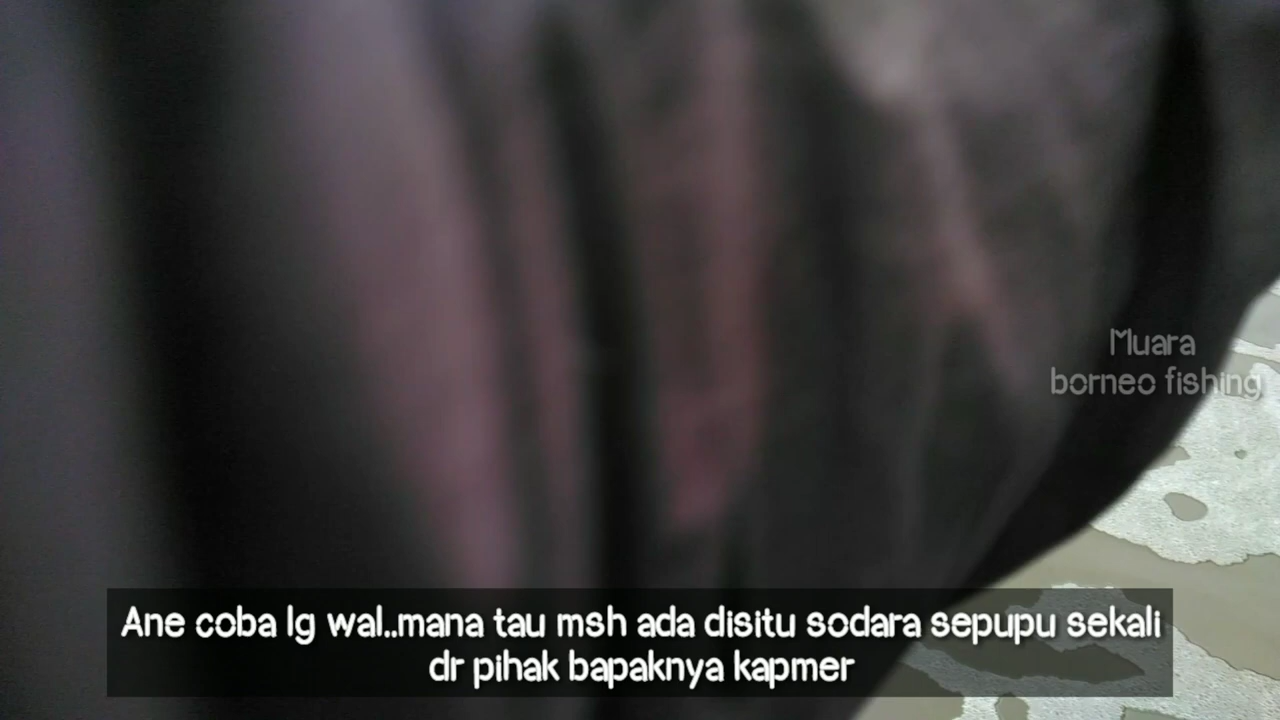 Muara
borneo fishing
Ane coba lg wal..mana tau msh ada disitu sodara sepupu sekali
dr pihak bapaknya kapmer